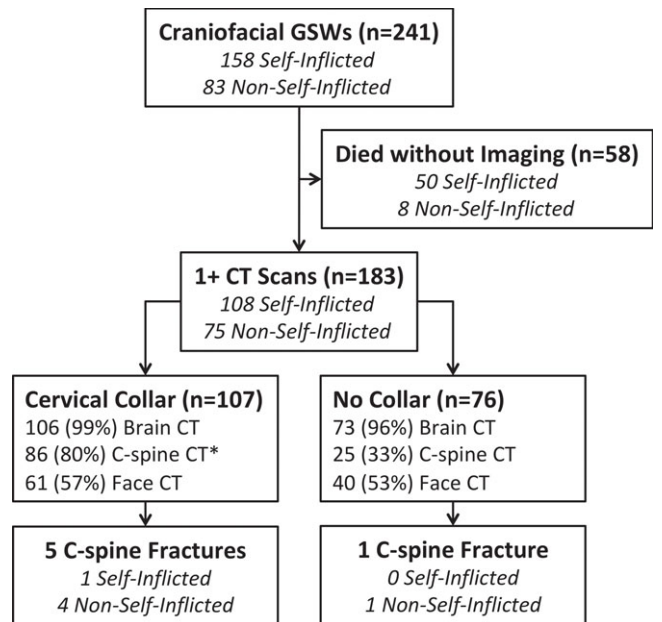 Craniofacial GSWs (n=241)
158 Self-Inflicted
83 Non-Self-Inflicted
Died without Imaging (n=58)
50 Self-Inflicted
8 Non-Self-Inflicted
1+ CT Scans (n=183)
108 Self-Inflicted
75 Non-Self-Inflicted
Cervical Collar (n=107)
106 (99%) Brain CT
86 (80%) C-spine CT*
61 (57%) Face CT
No Collar (n=76)
73 (96%) Brain CT
25 (33%) C-spine CT
40 (53%) Face CT
5 C-spine Fractures
1 Self-Inflicted
4 Non-Self-Inflicted
1 C-spine Fracture
0 Self-Inflicted
1 Non-Self-Inflicted